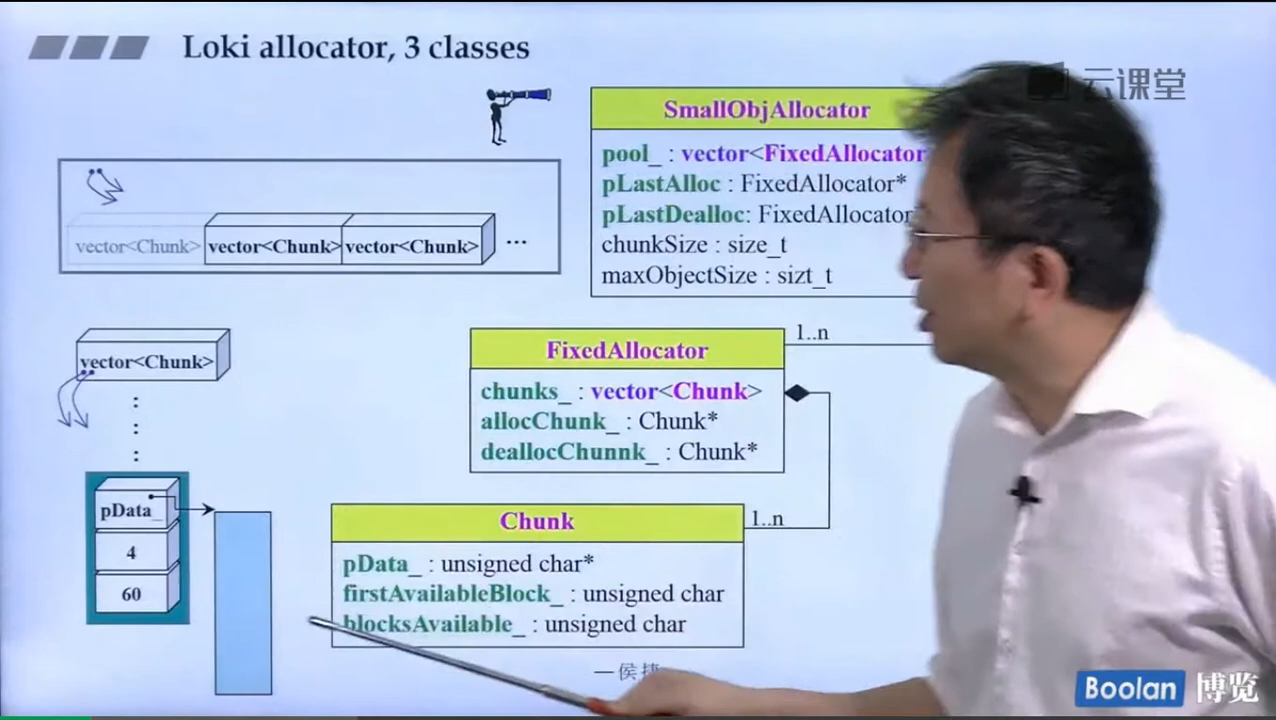 Loki allocator, 3 classes
云课堂
SmallObjAllocator
pool_ : vector<FixedAllocator
pLastAlloc : FixedAllocator*
pLastDealloc: FixedAllocator
chunkSize : size_t
maxObjectSize : sizt_t
vector<Chunk> vector<Chunk> vector<Chunk> ...
1..n
FixedAllocator
chunks_ : vector<Chunk>
allocChunk_ : Chunk*
deallocChunnk_ : Chunk*
vector<Chunk>
:
:
:
pData_
4
60
1..n
Chunk
pData_ : unsigned char*
firstAvailableBlock_ : unsigned char
blocksAvailable_ : unsigned char
—侯捷
Boolan 博览